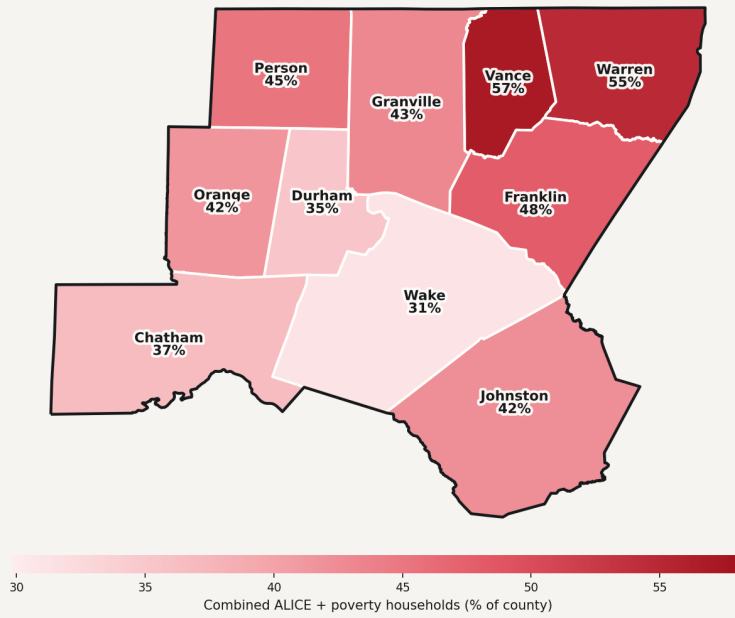 Person
45%
Granville
43%
Vance
57%
Warren
55%
Orange
42%
Durham
35%
Franklin
48%
Wake
31%
Chatham
37%
Johnston
42%
30 35 40 45 50 55
Combined ALICE + poverty households (% of county)